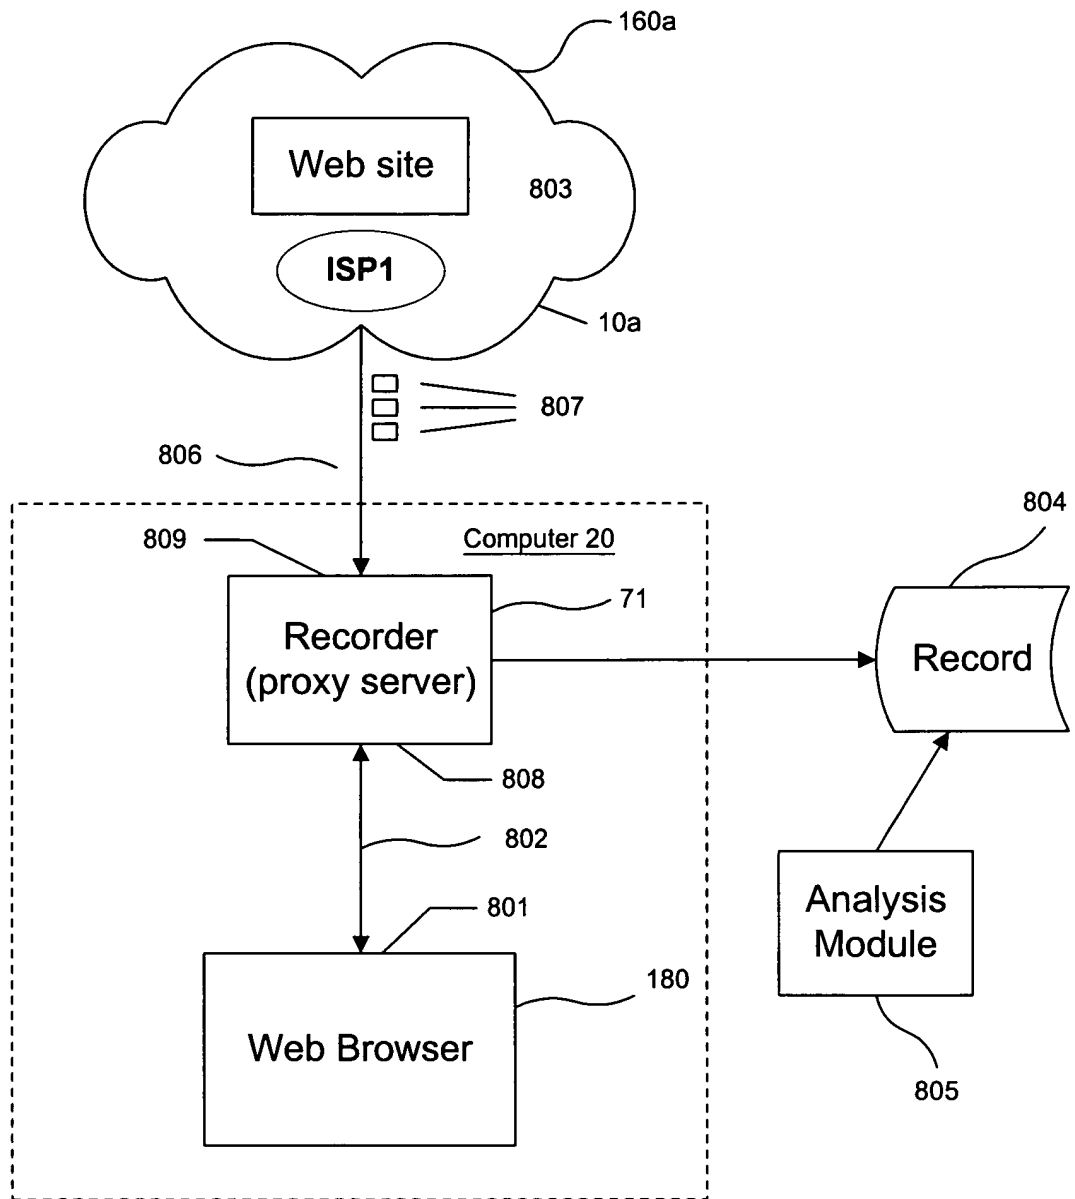 160a
Web site
803
ISP1
10a
807
806
809
Computer 20
804
71
Recorder
(proxy server)
Record
808
802
801
Analysis
Module
180
Web Browser
805